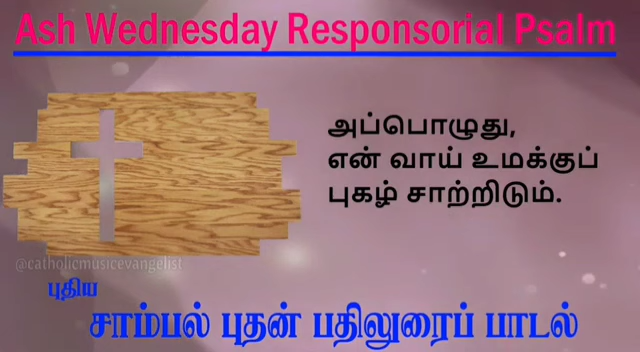 Ash Wednesday Responsorial Psalm
அப்பொழுது,
என் வாய் உமக்குப்
புகழ் சாற்றிடும்.
@catholicmusicevangelist
புதிய
சாம்பல் புதன் பதிலுரைப் பாடல்